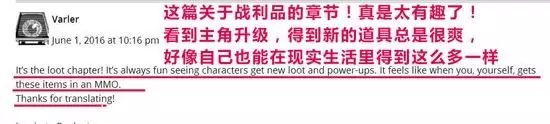 这篇关于战利品的章节！真是太有趣了！
看到主角升级，得到新的道具总是很爽，
好像自己也能在现实生活里得到这么多一样
Varler
June 1, 2016 at 10:16 pm
It's the loot chapter! It's always fun seeing characters get new loot and power-ups. It feels like when you, yourself, gets
these items in an MMO.
Thanks for translating!